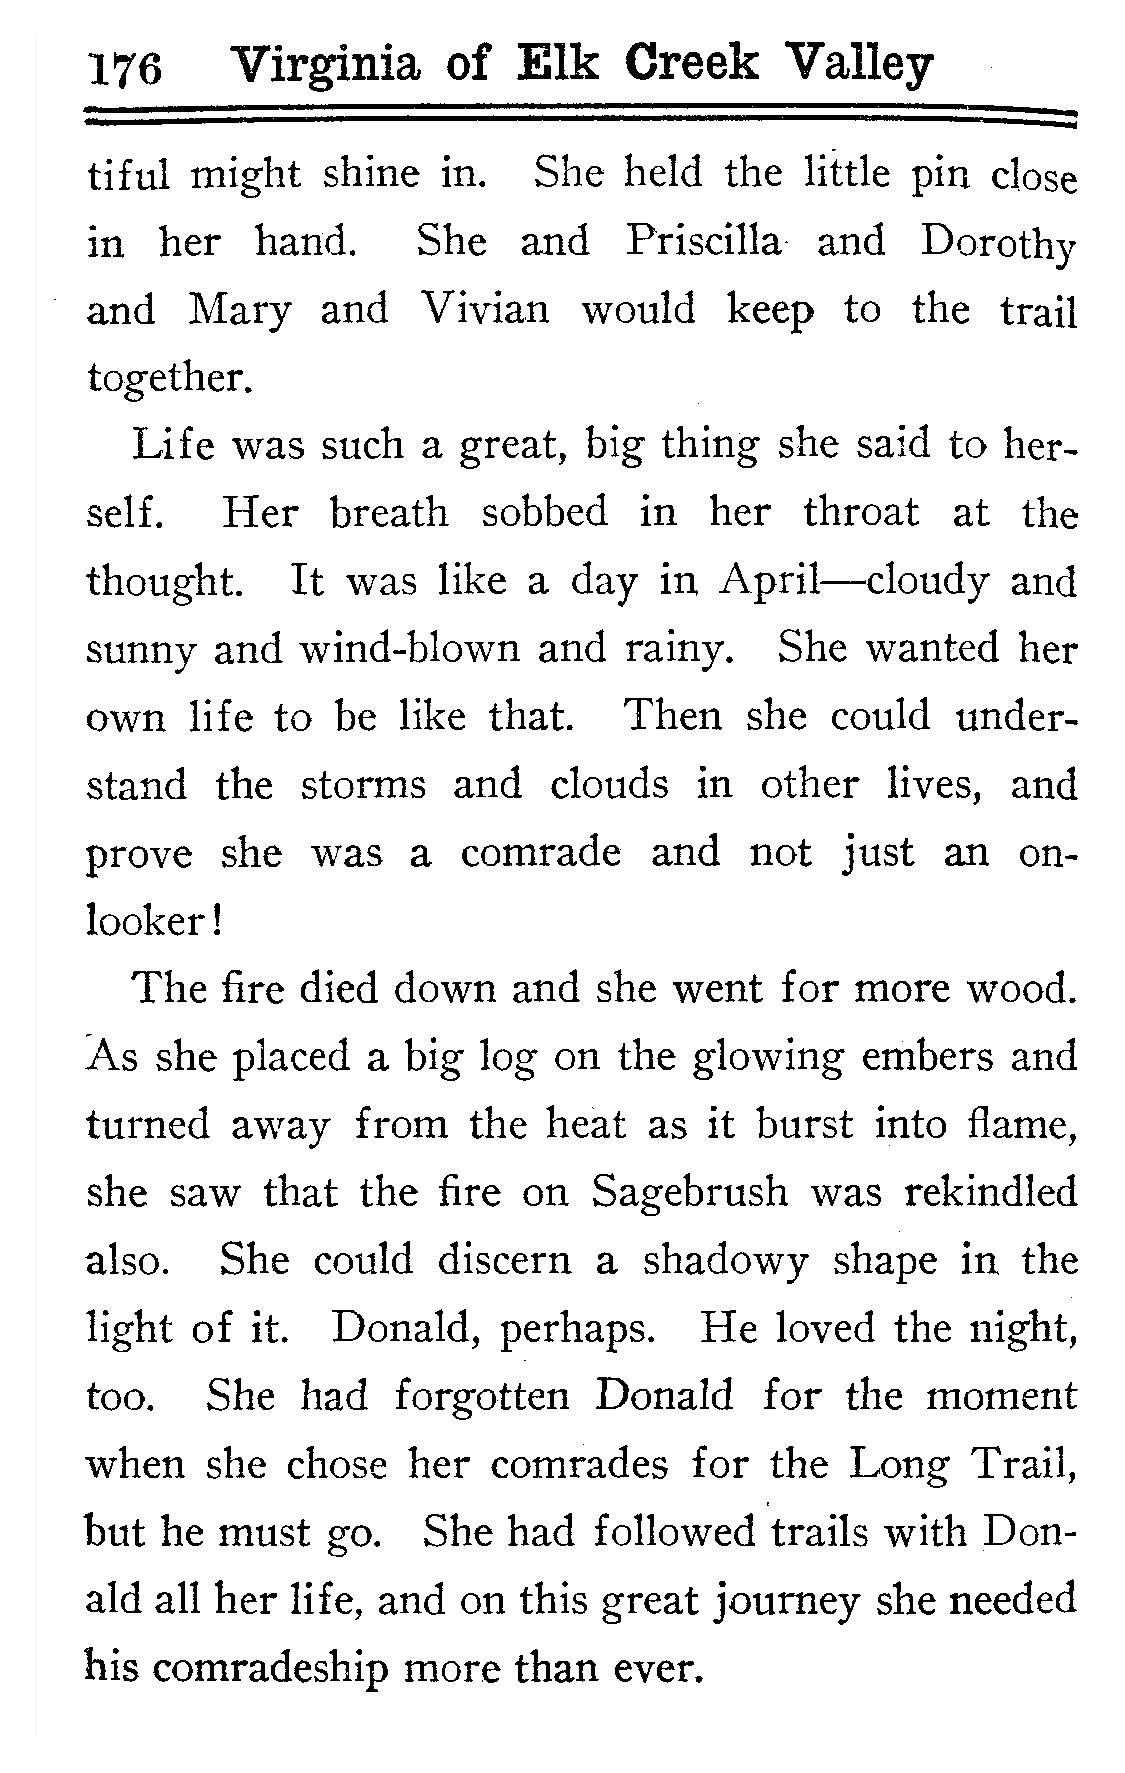 176 Virginia of Elk Creek Valley
tiful might shine in. She held the little pin close
in her hand. She and Priscilla and Dorothy
and Mary and Vivian would keep to the trail
together.
Life was such a great, big thing she said to her-
self. Her breath sobbed in her throat at the
thought. It was like a day in April—cloudy and
sunny and wind-blown and rainy. She wanted her
own life to be like that. Then she could under-
stand the storms and clouds in other lives, and
prove she was a comrade and not just an on-
looker!
The fire died down and she went for more wood.
As she placed a big log on the glowing embers and
turned away from the heat as it burst into flame,
she saw that the fire on Sagebrush was rekindled
also. She could discern a shadowy shape in the
light of it. Donald, perhaps. He loved the night,
too. She had forgotten Donald for the moment
when she chose her comrades for the Long Trail,
but he must go. She had followed trails with Don-
ald all her life, and on this great journey she needed
his comradeship more than ever.